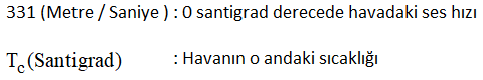 331 (Metre / Saniye ) : 0 santigrad derecede havadaki ses hızı
Tc (Santigrad) : Havanın o andaki sıcaklığı